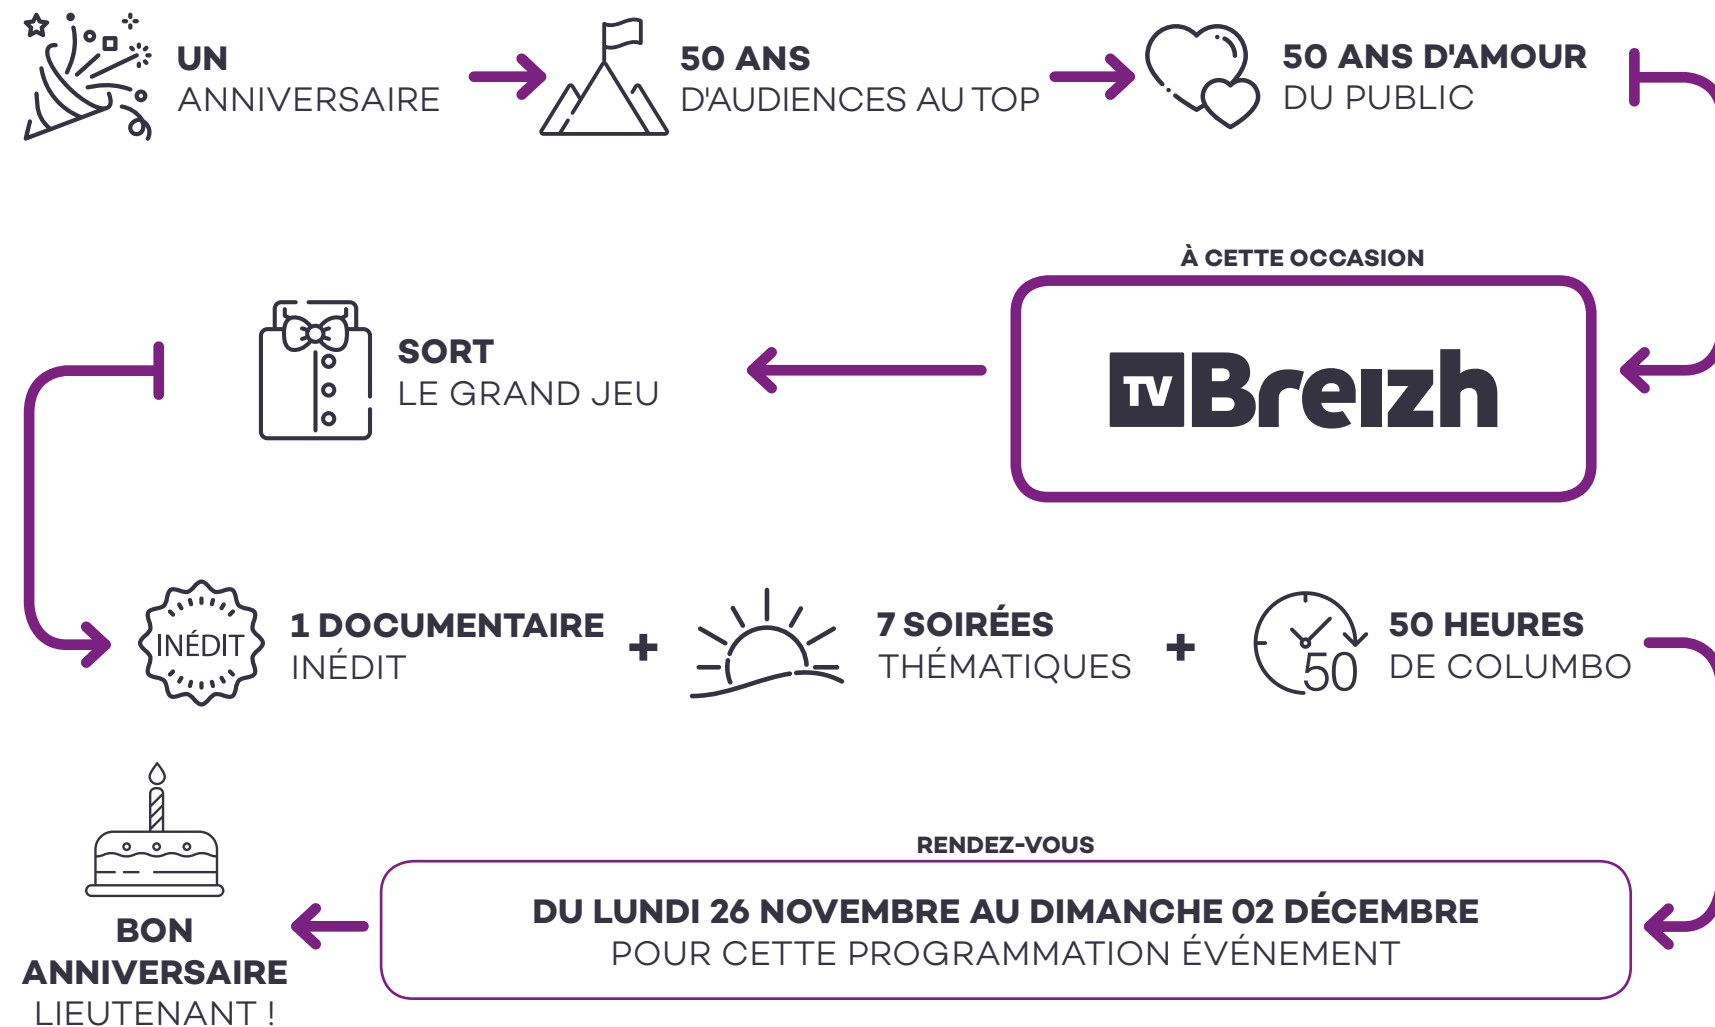 UN
ANNIVERSAIRE
50 ANS
D'AUDIENCES AU TOP
50 ANS D'AMOUR
DU PUBLIC
À CETTE OCCASION
TV Breizh
SORT
LE GRAND JEU
INÉDIT
1 DOCUMENTAIRE
INÉDIT
+
7 SOIRÉES
THÉMATIQUES
+
50
50 HEURES
DE COLUMBO
RENDEZ-VOUS
DU LUNDI 26 NOVEMBRE AU DIMANCHE 02 DÉCEMBRE
POUR CETTE PROGRAMMATION ÉVÉNEMENT
BON
ANNIVERSAIRE
LIEUTENANT !